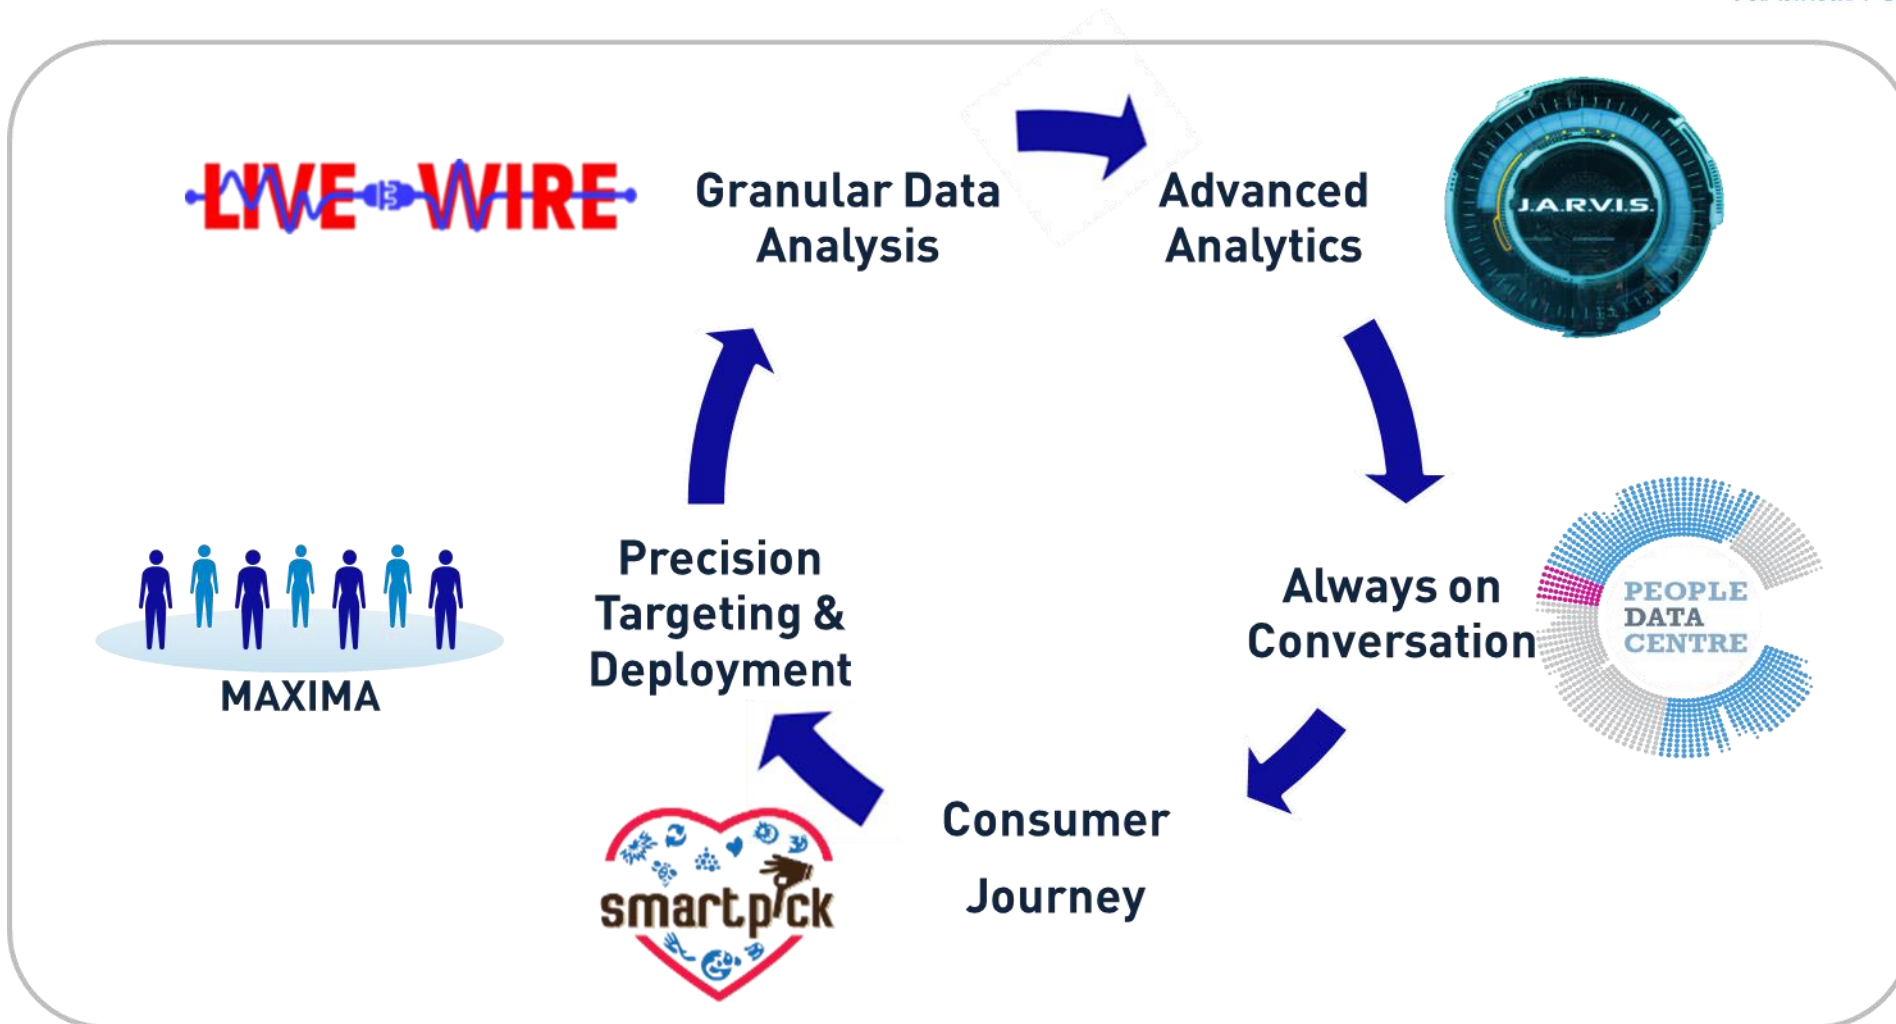 LIVE WIRE
Granular Data
Analysis
Advanced
Analytics
J.A.R.V.I.S.
Precision
Targeting &
Deployment
MAXIMA
Always on
Conversation
PEOPLE
DATA
CENTRE
Consumer
Journey
smartpick